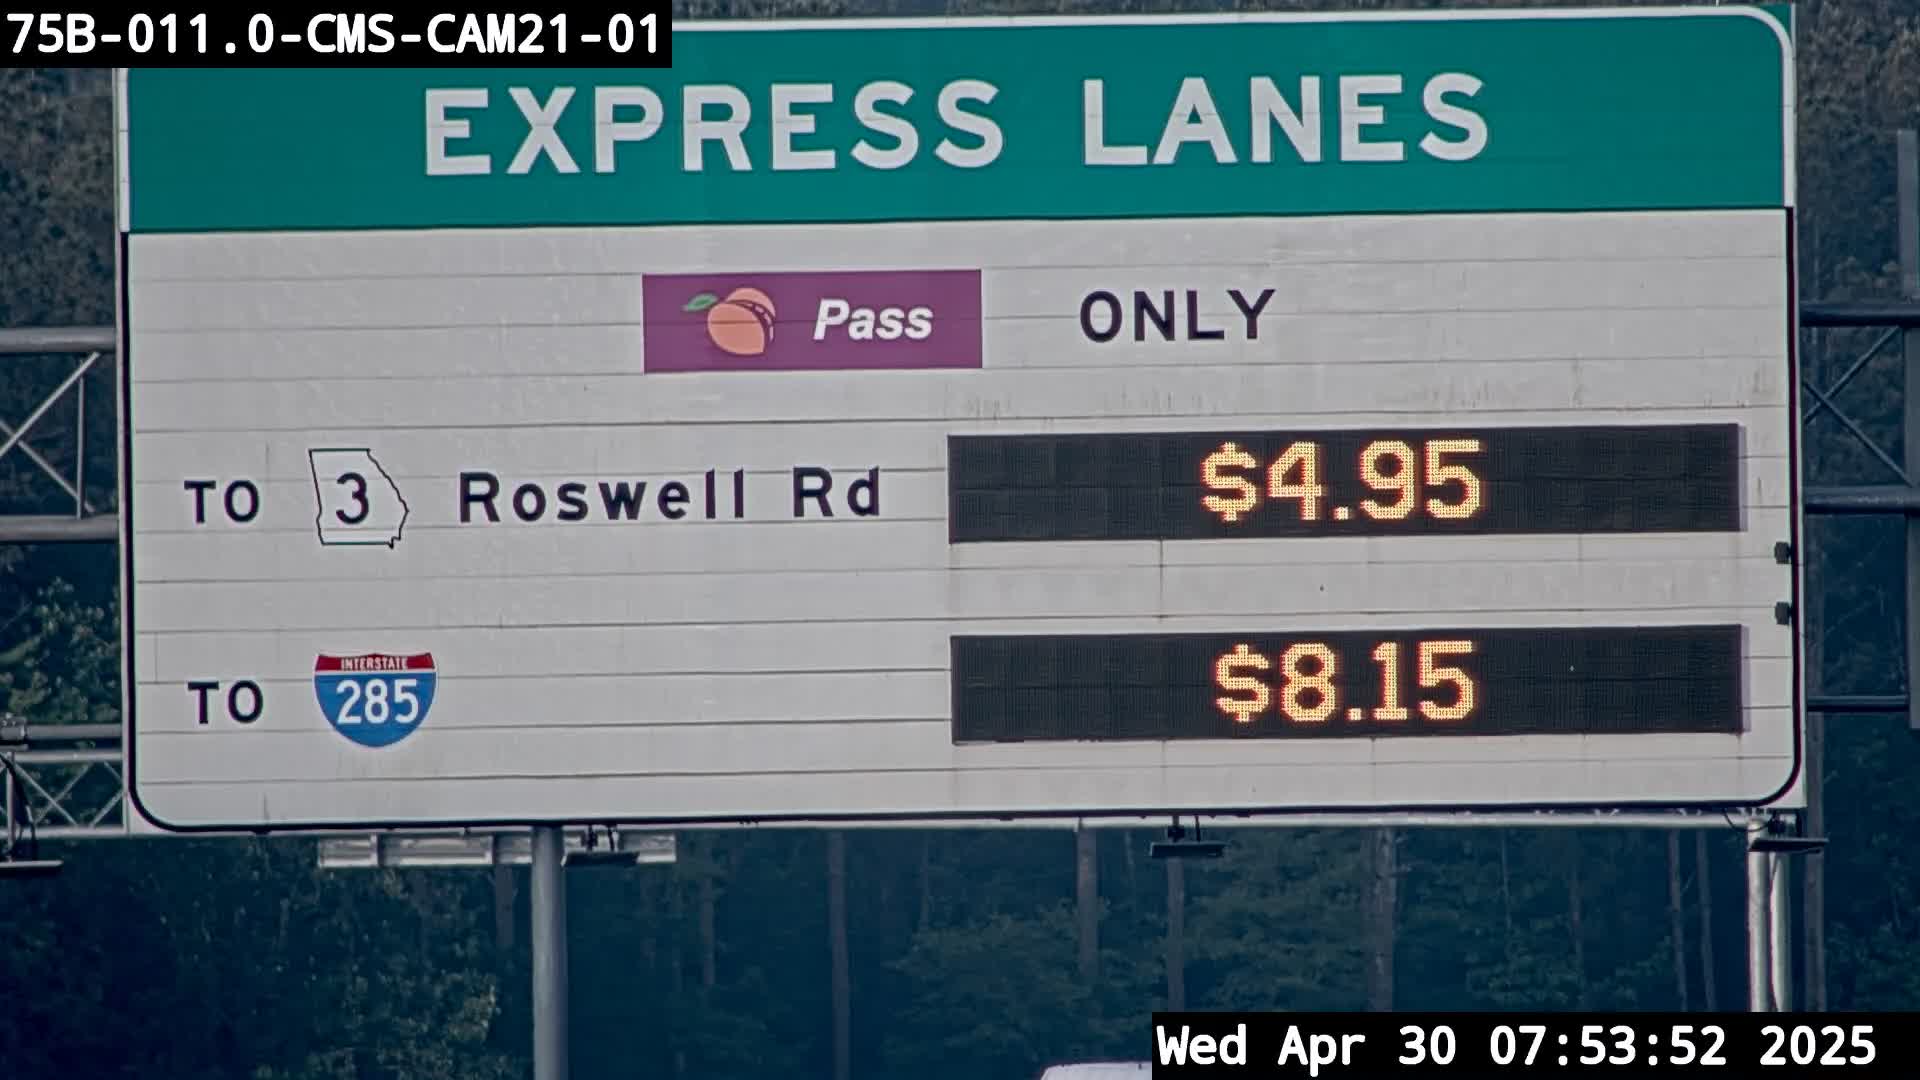 75B-011.0-CMS-CAM21-01
EXPRESS LANES
Pass ONLY
TO 3 Roswell Rd $4.95
TO INTERSTATE 285 $8.15
Wed Apr 30 07:53:52 2025